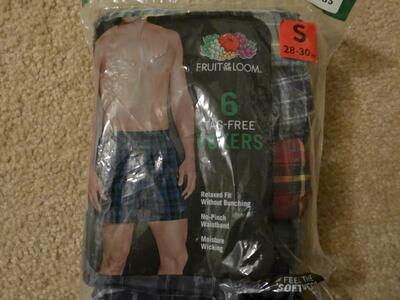 S
28-30
FRUIT OF THE LOOM
6
TAG-FREE
BOXERS
Relaxed Fit
Without Bunching
No-Pinch
Waistband
Moisture
Wicking
FEEL THE